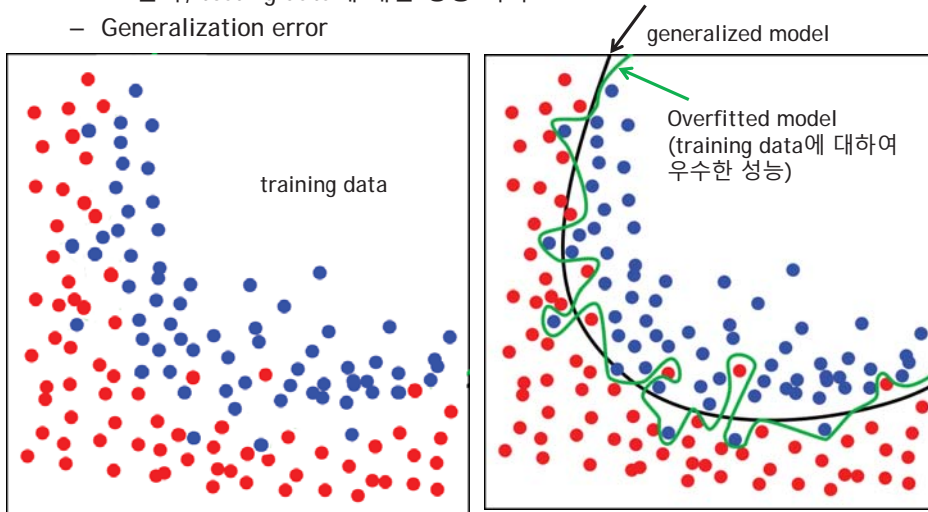 – Generalization error
generalized model
training data
Overfitted model
(training data에 대하여
우수한 성능)